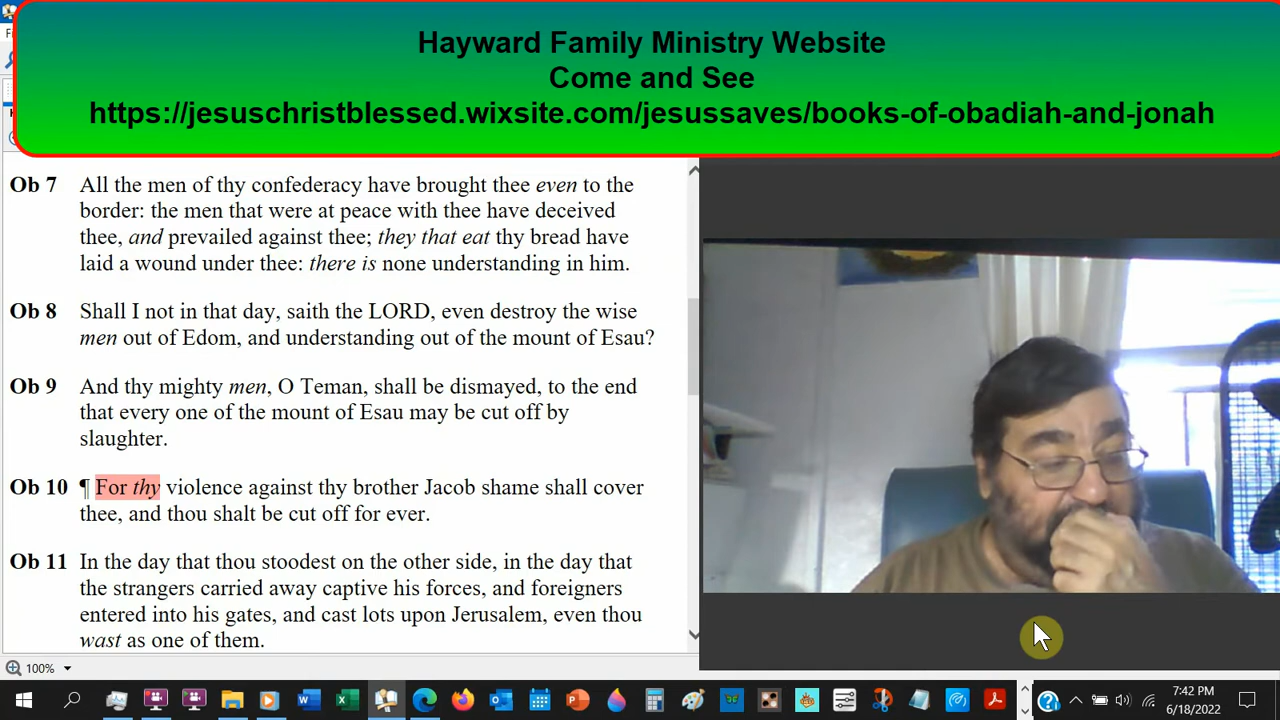 Hayward Family Ministry Website
Come and See
https://jesuschristblessed.wixsite.com/jesussaves/books-of-obadiah-and-jonah
Ob 7 All the men of thy confederacy have brought thee even to the
border: the men that were at peace with thee have deceived
thee, and prevailed against thee; they that eat thy bread have
laid a wound under thee: there is none understanding in him.
Ob 8 Shall I not in that day, saith the LORD, even destroy the wise
men out of Edom, and understanding out of the mount of Esau?
Ob 9 And thy mighty men, O Teman, shall be dismayed, to the end
that every one of the mount of Esau may be cut off by
slaughter.
Ob 10 ¶ For thy violence against thy brother Jacob shame shall cover
thee, and thou shalt be cut off for ever.
Ob 11 In the day that thou stoodest on the other side, in the day that
the strangers carried away captive his forces, and foreigners
entered into his gates, and cast lots upon Jerusalem, even thou
wast as one of them.
100%
7:42 PM
6/18/2022